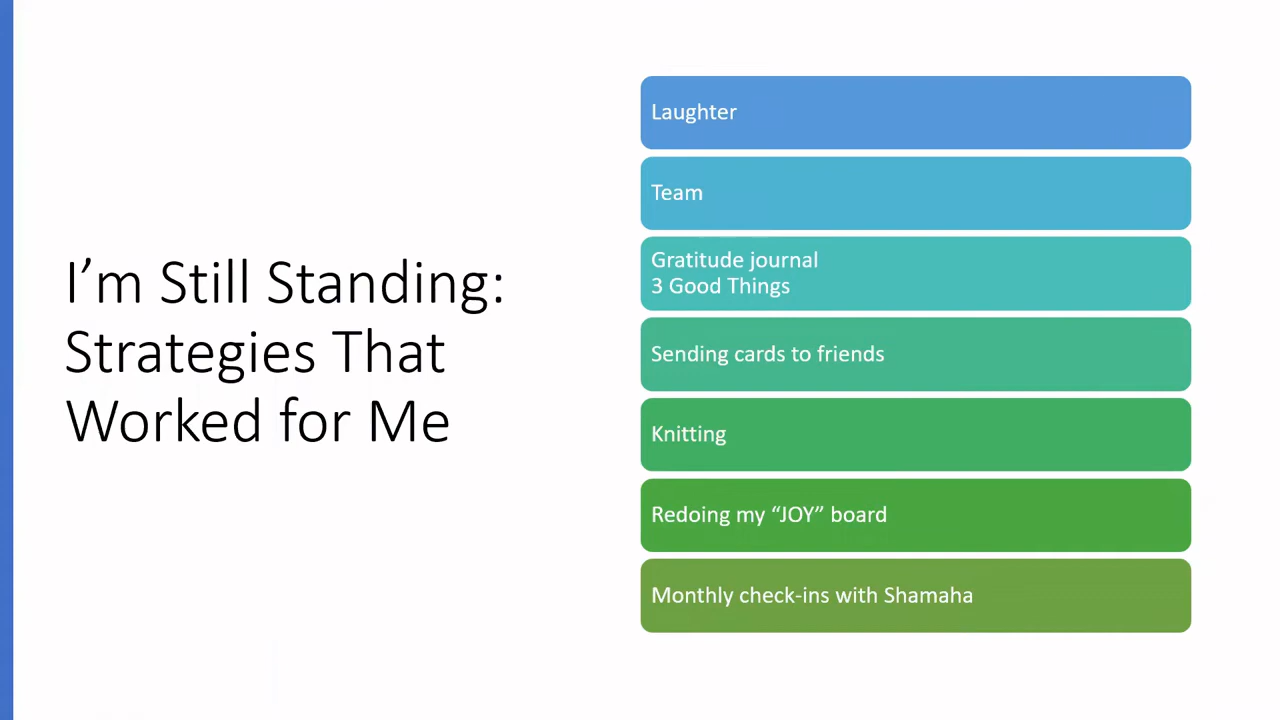 I’m Still Standing:
Strategies That
Worked for Me
Laughter
Team
Gratitude journal
3 Good Things
Sending cards to friends
Knitting
Redoing my “JOY” board
Monthly check-ins with Shamaha